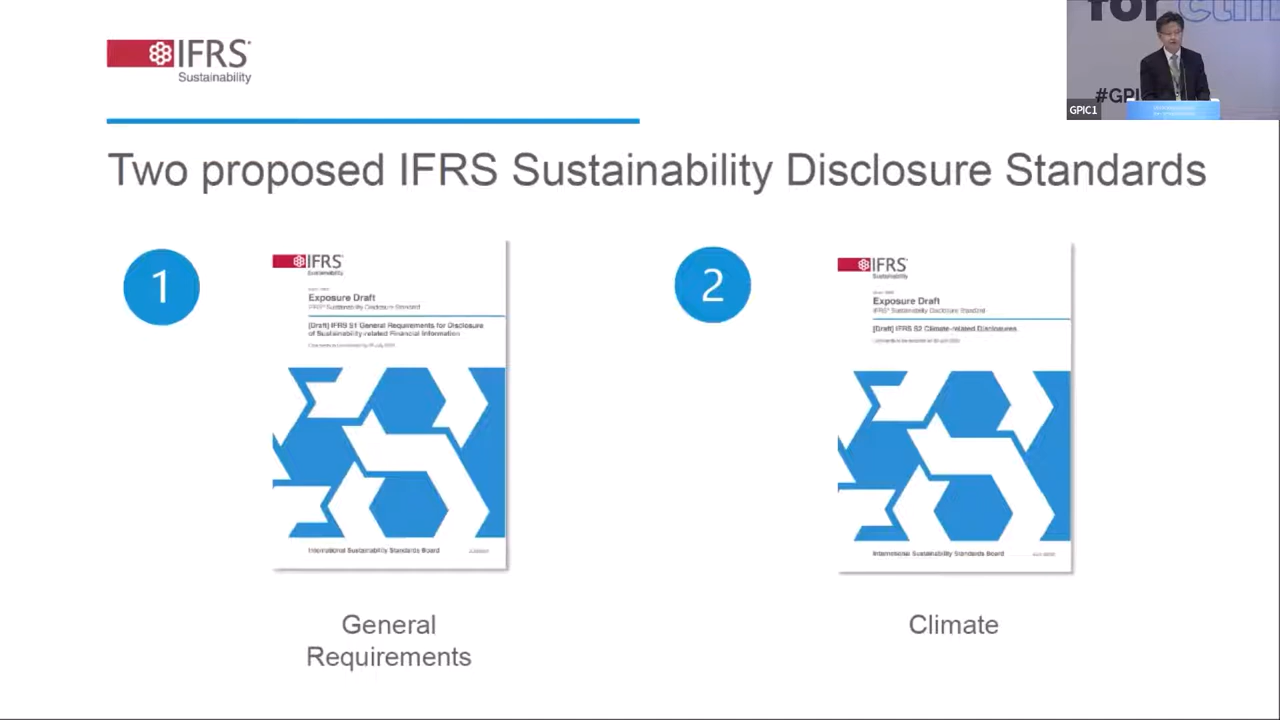 IFRS
Sustainability
for
#GPIC
GPIC1
Two proposed IFRS Sustainability Disclosure Standards
1
IFRS
Sustainability
Exposure Draft
IFRS® Sustainability Disclosure Standard
[Draft] IFRS S1 General Requirements for Disclosure
of Sustainability-related Financial Information
International Sustainability Standards Board
General
Requirements
2
IFRS
Sustainability
Exposure Draft
IFRS® Sustainability Disclosure Standard
[Draft] IFRS S2 Climate-related Disclosures
International Sustainability Standards Board
Climate